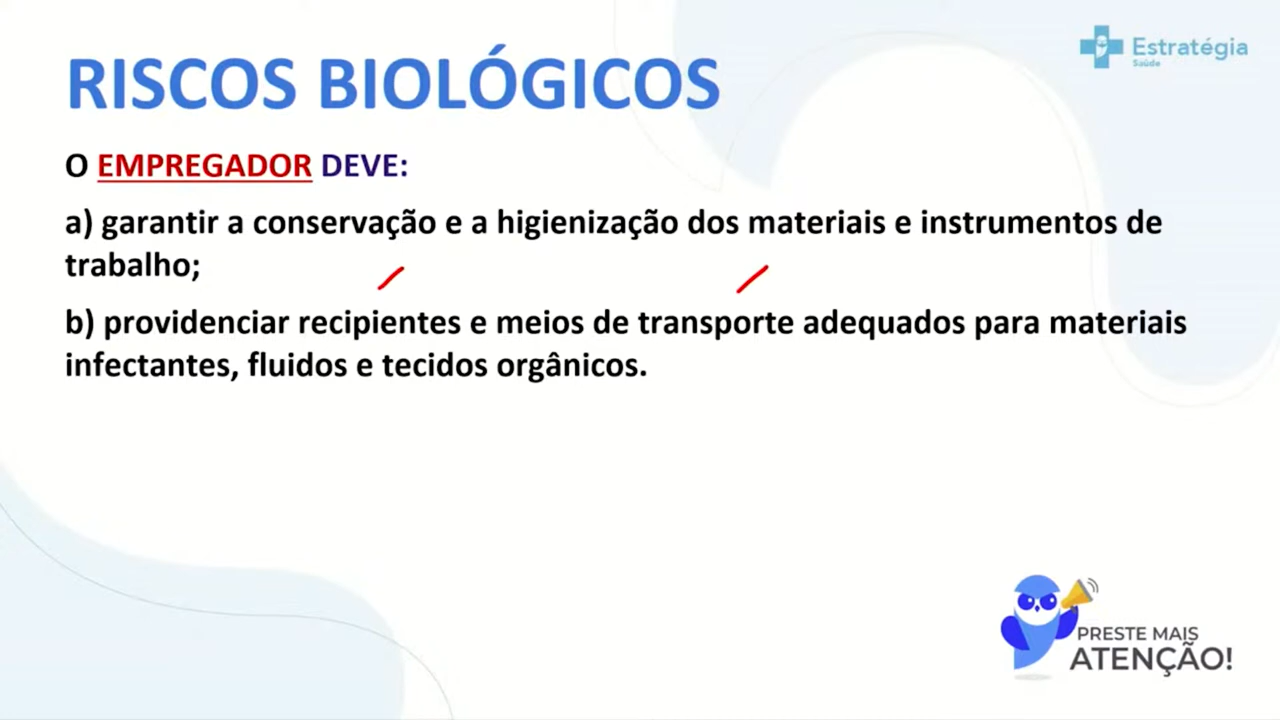 Estratégia
Saúde
RISCOS BIOLÓGICOS
O EMPREGADOR DEVE:
a) garantir a conservação e a higienização dos materiais e instrumentos de
trabalho;
b) providenciar recipientes e meios de transporte adequados para materiais
infectantes, fluidos e tecidos orgânicos.
PRESTE MAIS
ATENÇÃO!